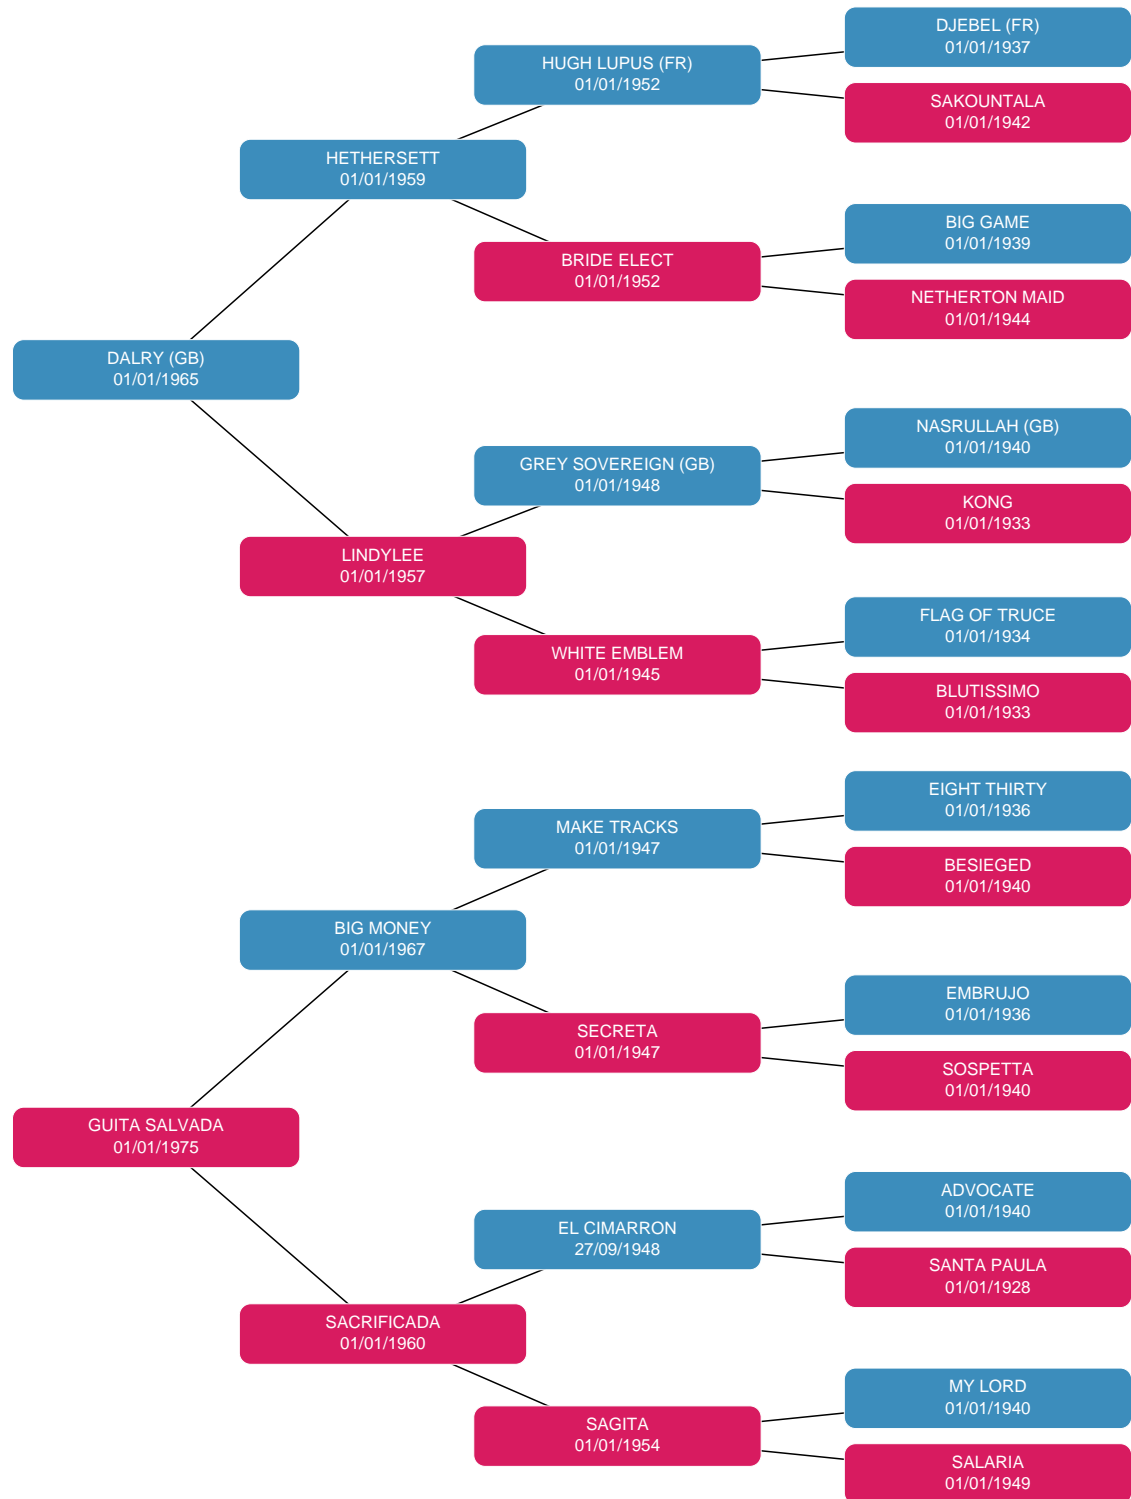 DJEBEL (FR)
01/01/1937
HUGH LUPUS (FR)
01/01/1952
SAKOUNTALA
01/01/1942
HETHERSETT
01/01/1959
BIG GAME
01/01/1939
BRIDE ELECT
01/01/1952
NETHERTON MAID
01/01/1944
DALRY (GB)
01/01/1965
NASRULLAH (GB)
01/01/1940
GREY SOVEREIGN (GB)
01/01/1948
KONG
01/01/1933
LINDYLEE
01/01/1957
FLAG OF TRUCE
01/01/1934
WHITE EMBLEM
01/01/1945
BLUTISSIMO
01/01/1933
EIGHT THIRTY
01/01/1936
MAKE TRACKS
01/01/1947
BESIEGED
01/01/1940
BIG MONEY
01/01/1967
EMBRUJO
01/01/1936
SECRETA
01/01/1947
SOSPETTA
01/01/1940
GUITA SALVADA
01/01/1975
ADVOCATE
01/01/1940
EL CIMARRON
27/09/1948
SANTA PAULA
01/01/1928
SACRIFICADA
01/01/1960
MY LORD
01/01/1940
SAGITA
01/01/1954
SALARIA
01/01/1949